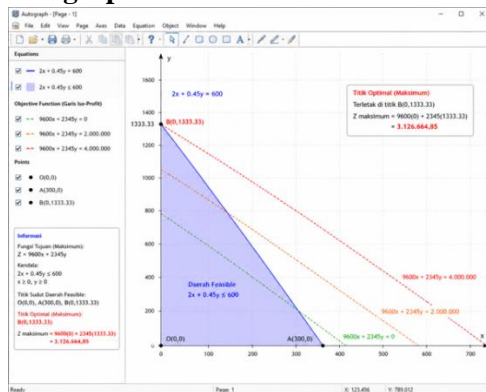 Autograph - [Page - 1]
File Edit View Page Axes Data Equation Object Window Help
Equations
2x + 0.45y = 600
2x + 0.45y ≤ 600
Objective Function (Garis Iso-Profit)
9600x + 2345y = 0
9600x + 2345y = 2.000.000
9600x + 2345y = 4.000.000
Points
O(0,0)
A(300,0)
B(0,1333.33)
Informasi
Fungsi Tujuan (Maksimum):
Z = 9600x + 2345y
Kendala:
2x + 0.45y ≤ 600
x ≥ 0, y ≥ 0
Titik Sudut Daerah Feasible:
O(0,0), A(300,0), B(0,1333.33)
Titik Optimal (Maksimum):
B(0,1333.33)
Z maksimum = 9600(0) + 2345(1333.33)
= 3.126.664,85
y
1600
1400
1333.33
1200
1000
800
600
400
200
0
2x + 0.45y = 600
B(0,1333.33)
Titik Optimal (Maksimum)
Terletak di titik B(0,1333.33)
Z maksimum = 9600(0) + 2345(1333.33)
= 3.126.664,85
9600x + 2345y = 4.000.000
Daerah Feasible
2x + 0.45y ≤ 600
9600x + 2345y = 2.000.000
O(0,0)
A(300,0)
9600x + 2345y = 0
x
0 100 200 300 400 500 600 700
Ready
Page: 1
X: 123.456 Y: 789.012